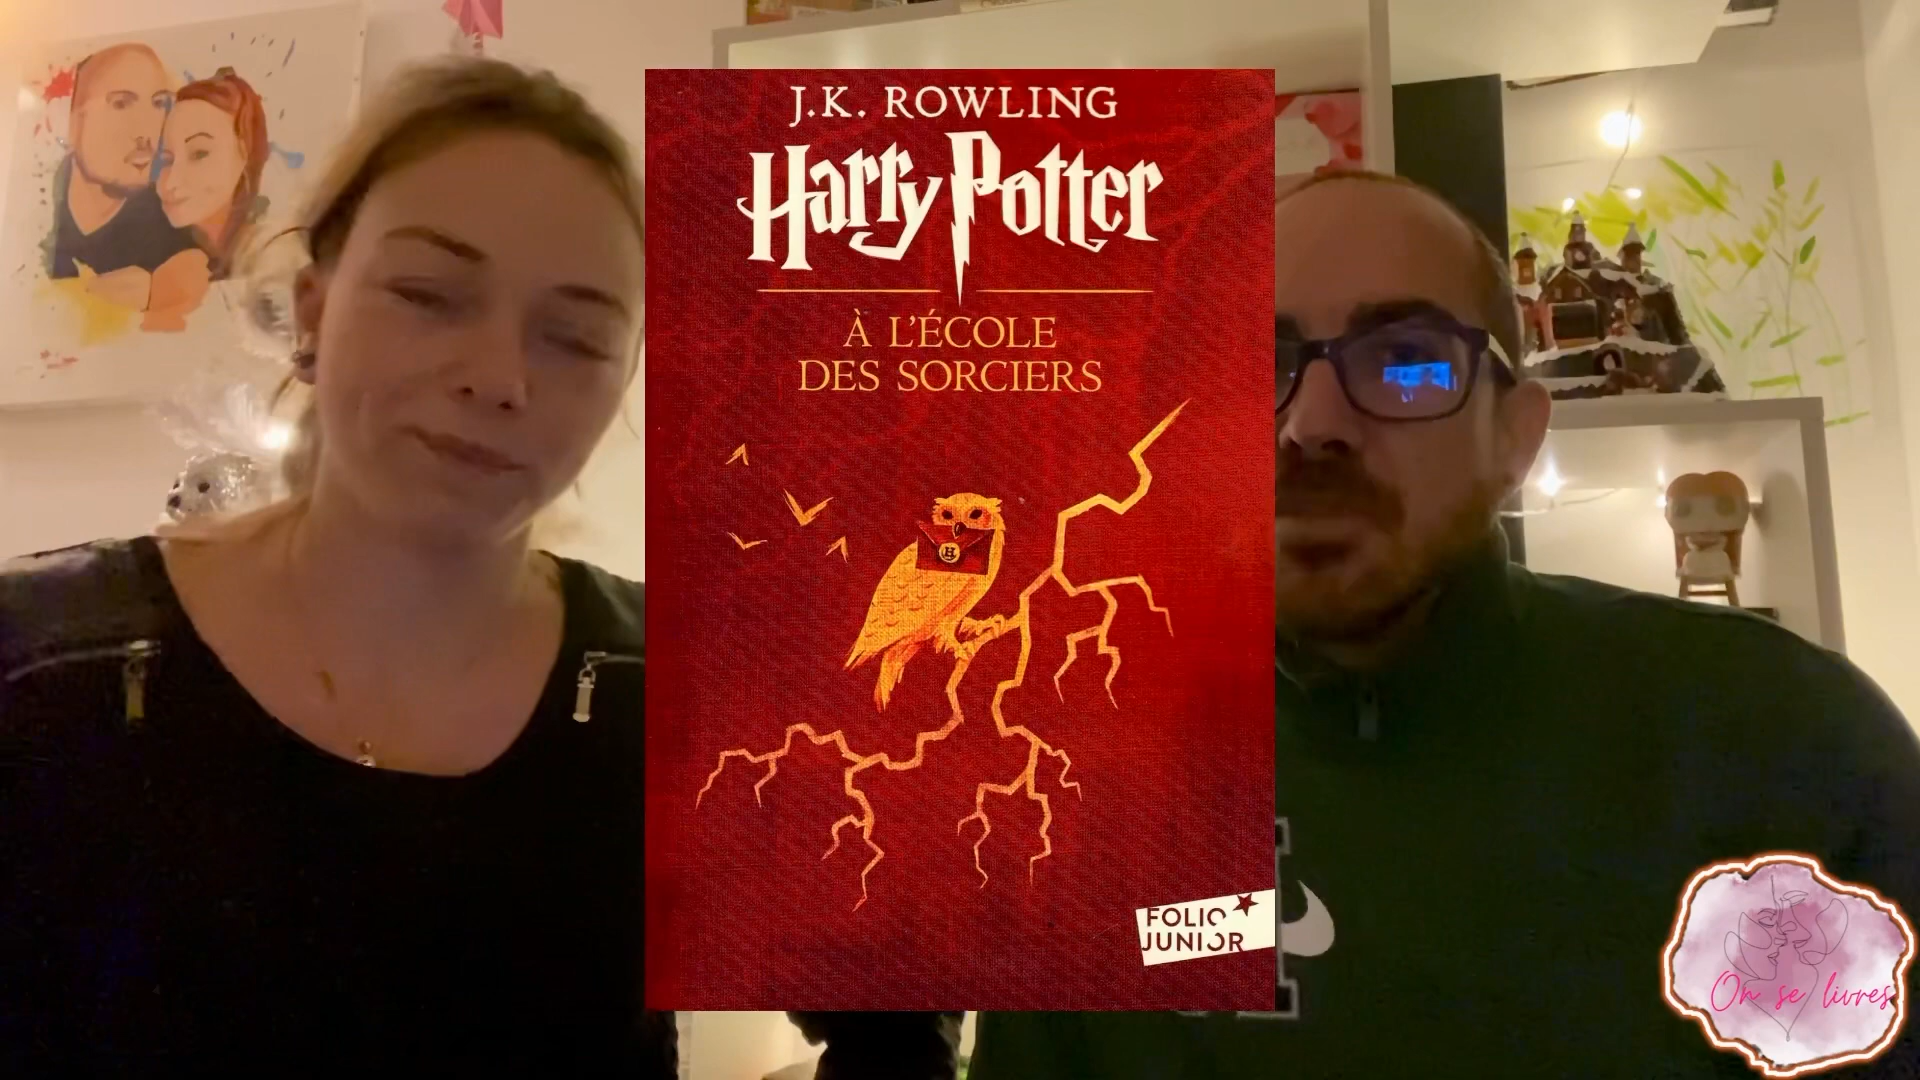 J.K. ROWLING
Harry Potter
À L'ÉCOLE
DES SORCIERS
H
FOLIO
JUNIOR
On se livres